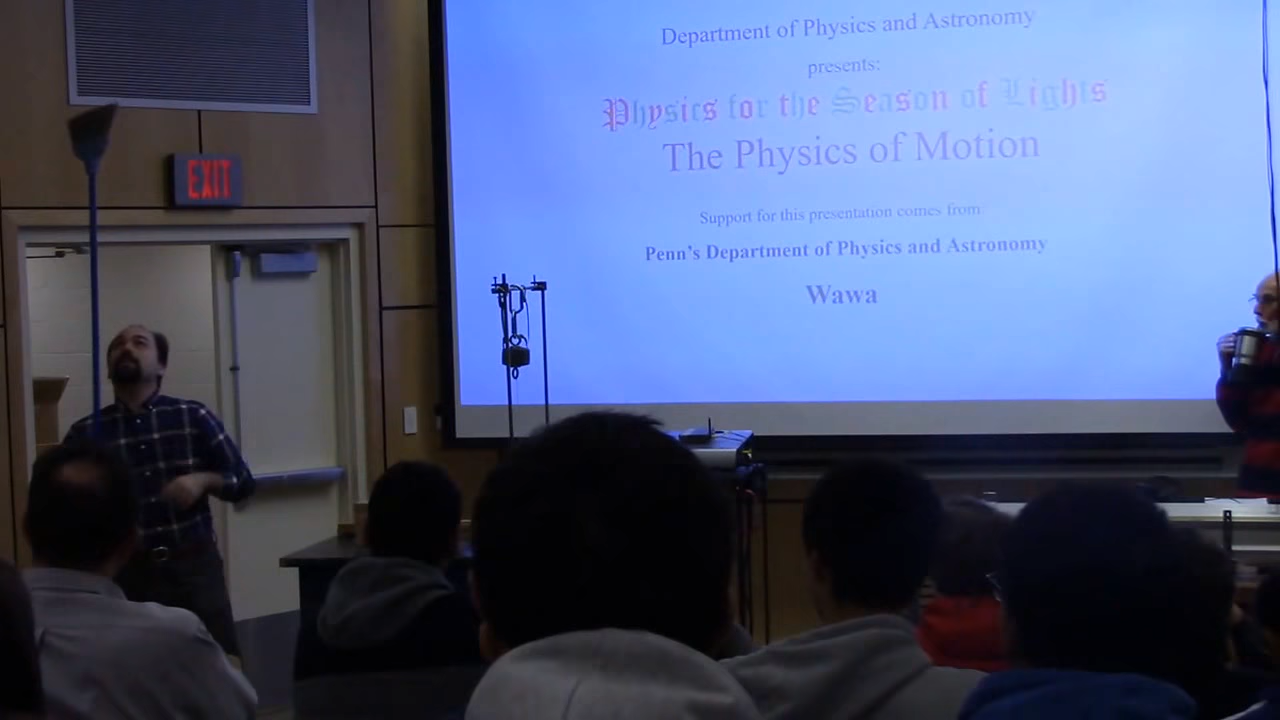 Department of Physics and Astronomy
presents:
Physics for the Season of Lights
The Physics of Motion
EXIT
Support for this presentation comes from
Penn's Department of Physics and Astronomy
Wawa